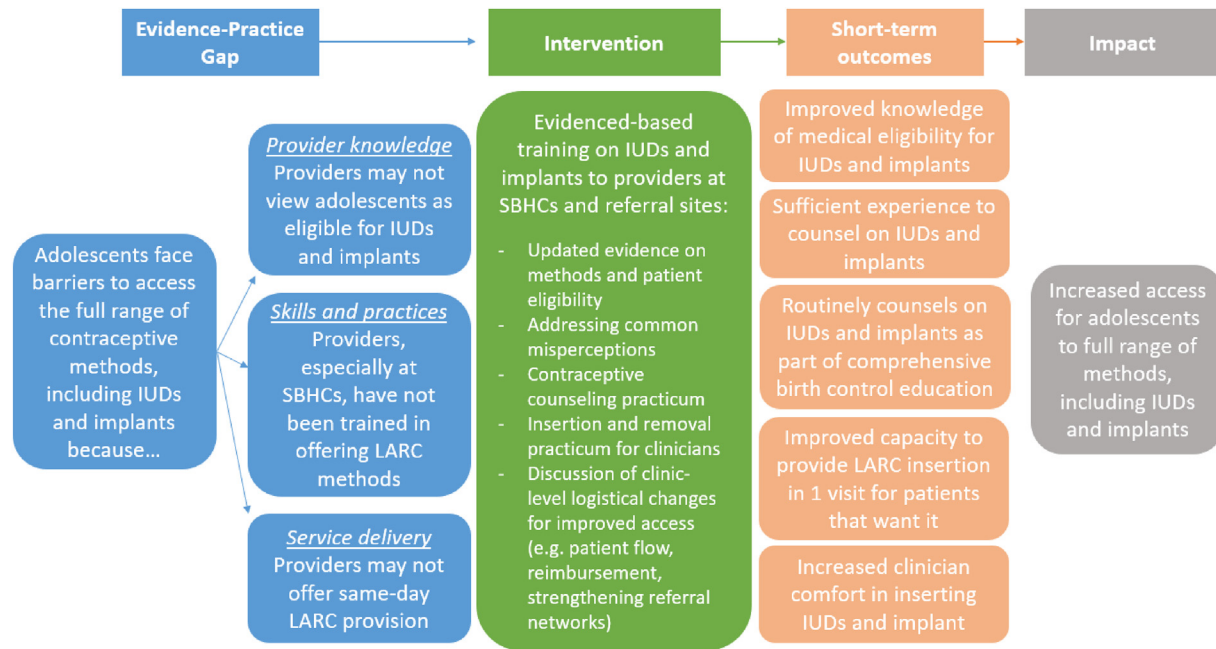 Evidence-Practice
Gap
Intervention
Short-term
outcomes
Impact
Adolescents face
barriers to access
the full range of
contraceptive
methods,
including IUDs
and implants
because…
Provider knowledge
Providers may not
view adolescents as
eligible for IUDs
and implants
Skills and practices
Providers,
especially at
SBHCs, have not
been trained in
offering LARC
methods
Service delivery
Providers may not
offer same-day
LARC provision
Evidenced-based
training on IUDs and
implants to providers at
SBHCs and referral sites:
- Updated evidence on
methods and patient
eligibility
- Addressing common
misperceptions
- Contraceptive
counseling practicum
- Insertion and removal
practicum for clinicians
- Discussion of clinic-
level logistical changes
for improved access
(e.g. patient flow,
reimbursement,
strengthening referral
networks)
Improved knowledge
of medical eligibility for
IUDs and implants
Sufficient experience to
counsel on IUDs and
implants
Routinely counsels on
IUDs and implants as
part of comprehensive
birth control education
Improved capacity to
provide LARC insertion
in 1 visit for patients
that want it
Increased clinician
comfort in inserting
IUDs and implant
Increased access
for adolescents
to full range of
methods,
including IUDs
and implants